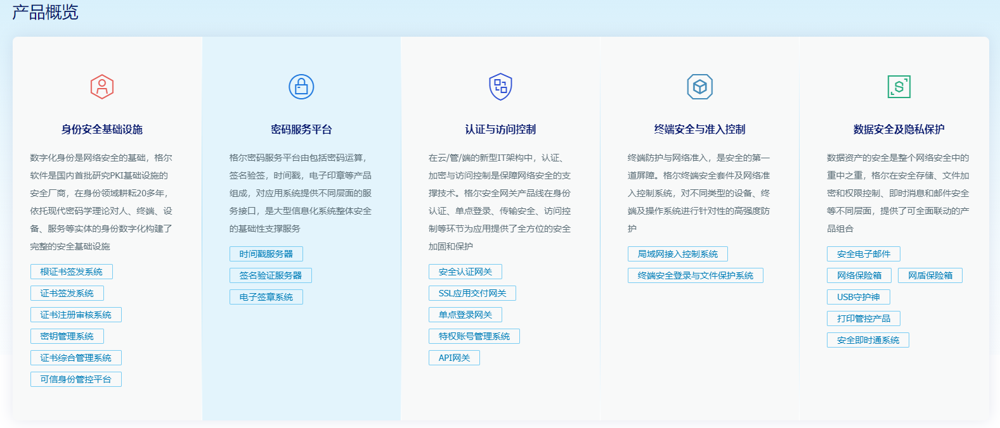 产品概览
身份安全基础设施
数字化身份是网络安全的基础，格尔
软件是国内首批研究PKI基础设施的
安全厂商，在身份领域耕耘20多年，
依托现代密码学理论对人、终端、设
备、服务等实体的身份数字化构建了
完整的安全基础设施
根证书签发系统
证书签发系统
证书注册审核系统
密钥管理系统
证书综合管理系统
可信身份管控平台
密码服务平台
格尔密码服务平台由包括密码运算，
签名验签，时间戳，电子印章等产品
组成，对应用系统提供不同层面的服
务接口，是大型信息化系统整体安全
的基础性支撑服务
时间戳服务器
签名验证服务器
电子签章系统
认证与访问控制
在云/管/端的新型IT架构中，认证、
加密与访问控制是保障网络安全的支
撑技术。格尔安全网关产品线在身份
认证、单点登录、传输安全、访问控
制等环节为应用提供了全方位的安全
加固和保护
安全认证网关
SSL应用交付网关
单点登录网关
特权账号管理系统
API网关
终端安全与准入控制
终端防护与网络准入，是安全的第一
道屏障。格尔终端安全套件及网络准
入控制系统，对不同类型的设备、终
端及操作系统进行针对性的高强度防
护
局域网接入控制系统
终端安全登录与文件保护系统
数据安全及隐私保护
数据资产的安全是整个网络安全中的
重中之重，格尔在安全存储、文件加
密和权限控制、即时消息和邮件安全
等不同层面，提供了可全面联动的产
品组合
安全电子邮件
网络保险箱 网盾保险箱
USB守护神
打印管控产品
安全即时通系统